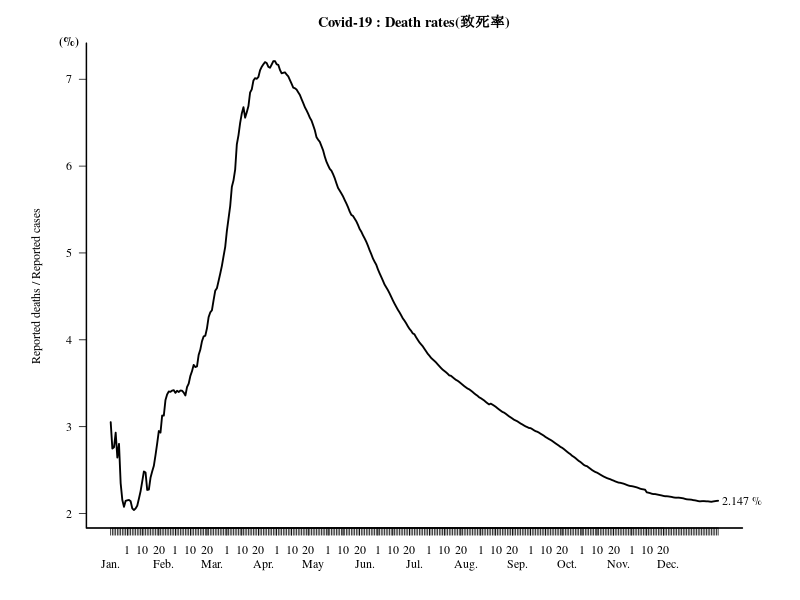 Covid-19 : Death rates(致死率)
(%)
7
6
5
4
3
2
Reported deaths / Reported cases
2.147 %
1 10 20 1 10 20 1 10 20 1 10 20 1 10 20 1 10 20 1 10 20 1 10 20 1 10 20 1 10 20 1 10 20
Jan. Feb. Mar. Apr. May Jun. Jul. Aug. Sep. Oct. Nov. Dec.